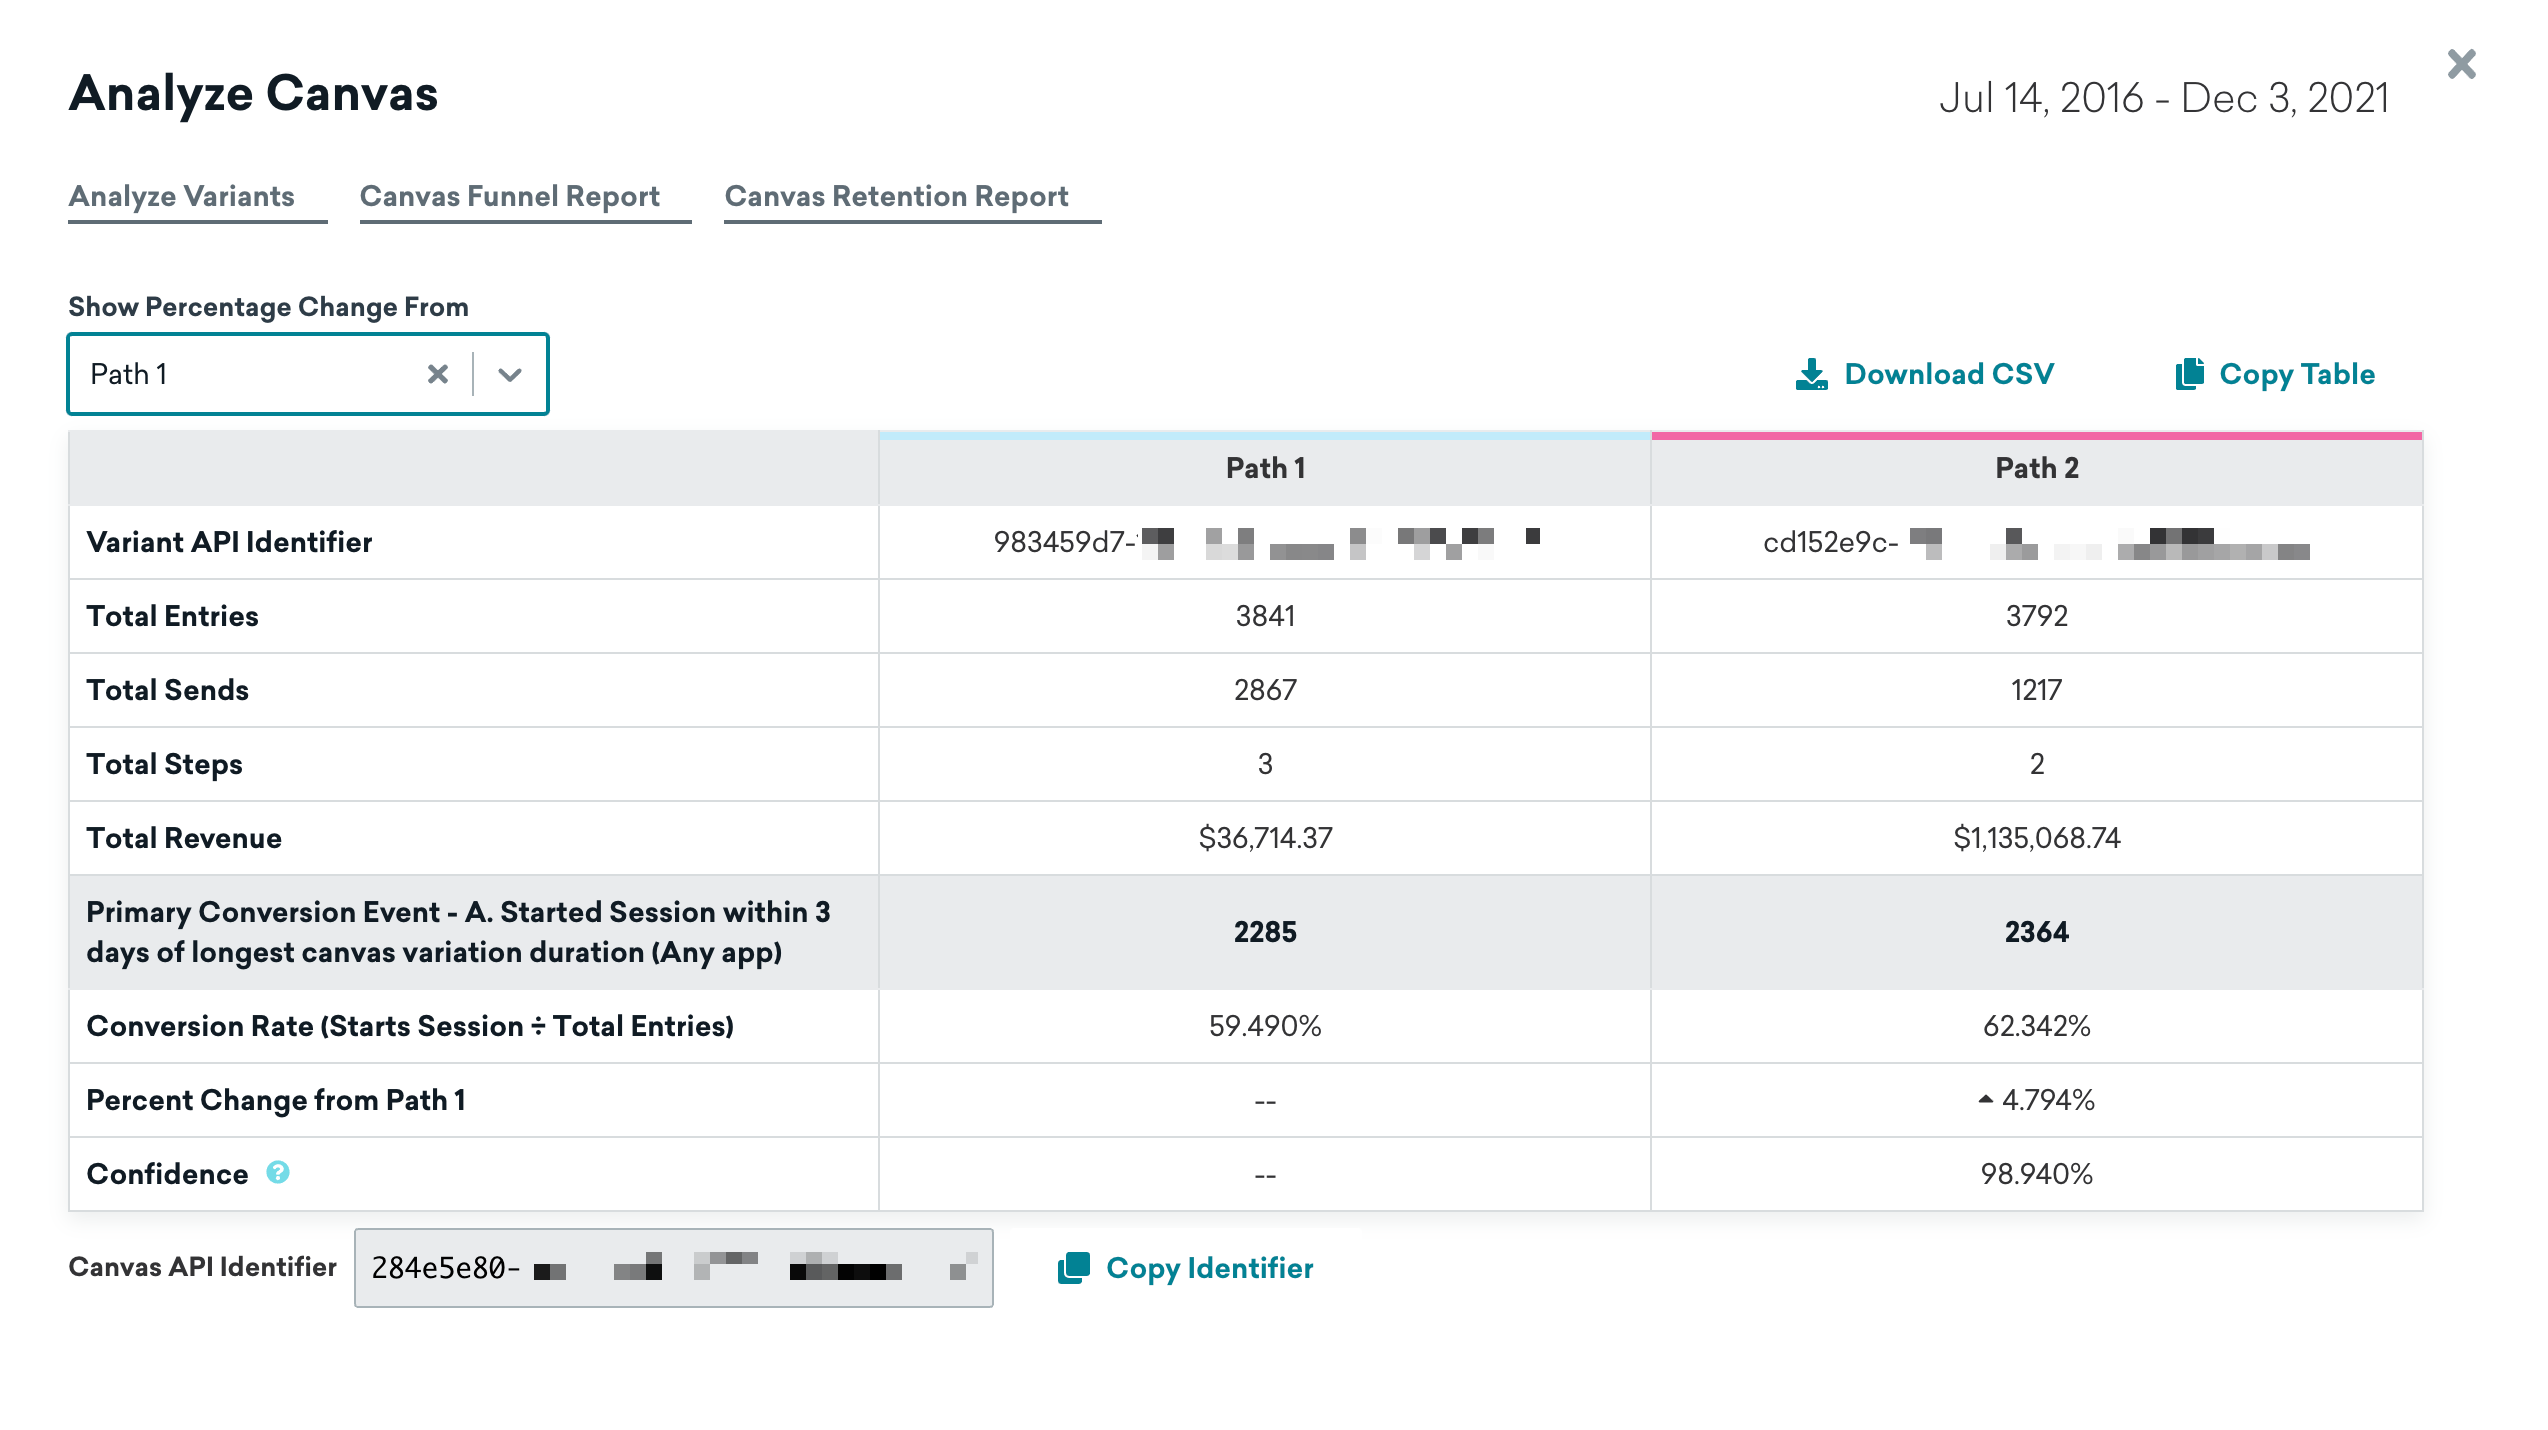 Analyze Canvas
Jul 14, 2016 - Dec 3, 2021
Analyze Variants Canvas Funnel Report Canvas Retention Report
Show Percentage Change From
Path 1
Download CSV Copy Table
Path 1 Path 2
Variant API Identifier 983459d7- cd152e9c-
Total Entries 3841 3792
Total Sends 2867 1217
Total Steps 3 2
Total Revenue $36,714.37 $1,135,068.74
Primary Conversion Event - A. Started Session within 3
days of longest canvas variation duration (Any app) 2285 2364
Conversion Rate (Starts Session ÷ Total Entries) 59.490% 62.342%
Percent Change from Path 1 -- 4.794%
Confidence ? -- 98.940%
Canvas API Identifier 284e5e80- Copy Identifier